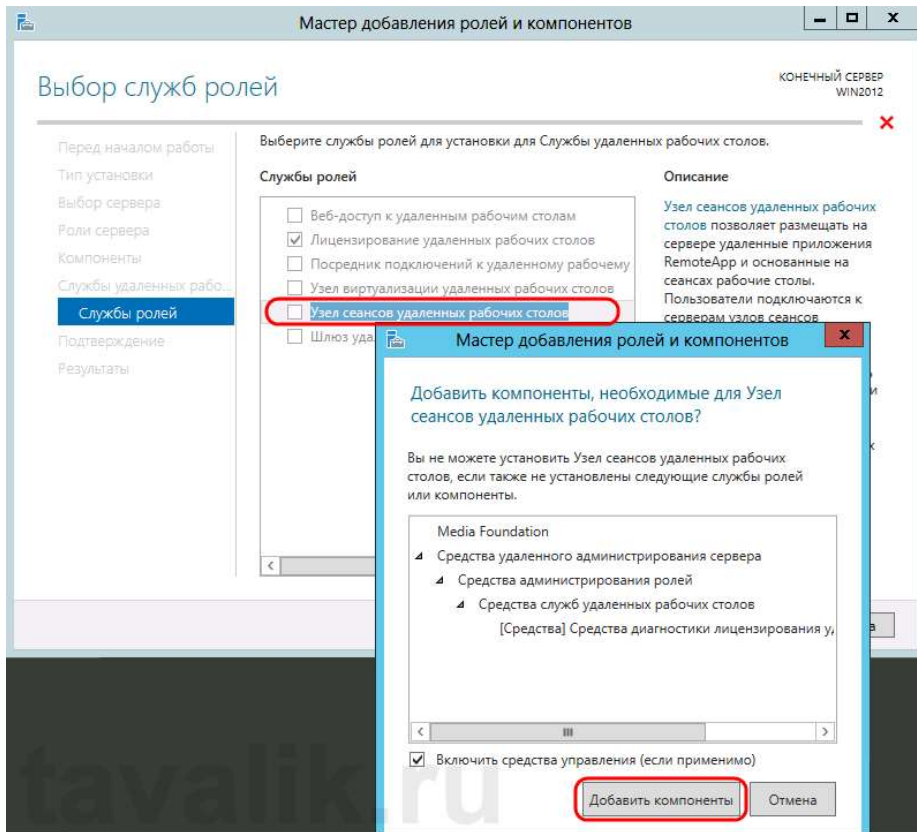 Мастер добавления ролей и компонентов
Выбор служб ролей
КОНЕЧНЫЙ СЕРВЕР
WIN2012
Перед началом работы
Тип установки
Выбор сервера
Роли сервера
Компоненты
Службы удаленных рабо...
Службы ролей
Подтверждение
Результаты
Выберите службы ролей для установки для Службы удаленных рабочих столов.
Службы ролей
Веб-доступ к удаленным рабочим столам
Лицензирование удаленных рабочих столов
Посредник подключений к удаленному рабочему
Узел виртуализации удаленных рабочих столов
Узел сеансов удаленных рабочих столов
Шлюз уда
Описание
Узел сеансов удаленных рабочих
столов позволяет размещать на
сервере удаленные приложения
RemoteApp и основанные на
сеансах рабочие столы.
Пользователи подключаются к
серверам узлов сеансов
Мастер добавления ролей и компонентов
Добавить компоненты, необходимые для Узел
сеансов удаленных рабочих столов?
Вы не можете установить Узел сеансов удаленных рабочих
столов, если также не установлены следующие службы ролей
или компоненты.
Media Foundation
Средства удаленного администрирования сервера
Средства администрирования ролей
Средства служб удаленных рабочих столов
[Средства] Средства диагностики лицензирования уд
Включить средства управления (если применимо)
Добавить компоненты
Отмена
tavalik.ru